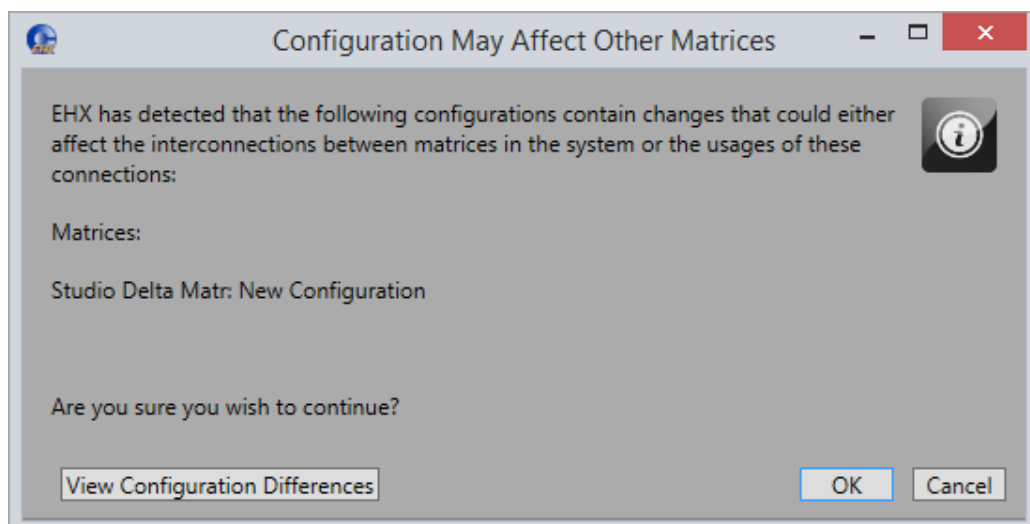 Configuration May Affect Other Matrices
EHX has detected that the following configurations contain changes that could either
affect the interconnections between matrices in the system or the usages of these
connections:
Matrices:
Studio Delta Matr: New Configuration
Are you sure you wish to continue?
View Configuration Differences
OK
Cancel